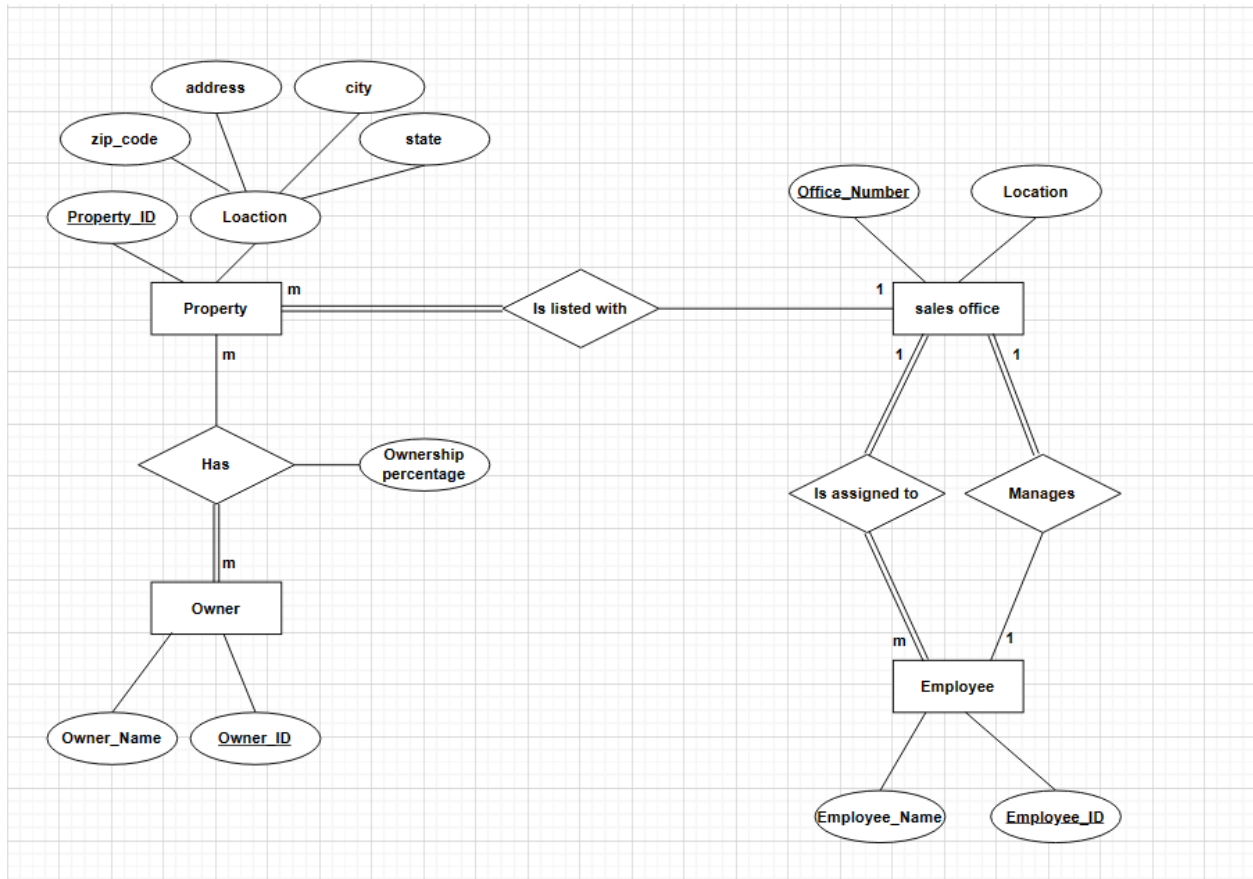 address
city
zip_code
state
Property_ID
Loaction
Office_Number
Location
Property
m
Is listed with
1
sales office
m
1
1
Has
Ownership
percentage
Is assigned to
Manages
m
Owner
m
1
Employee
Owner_Name
Owner_ID
Employee_Name
Employee_ID